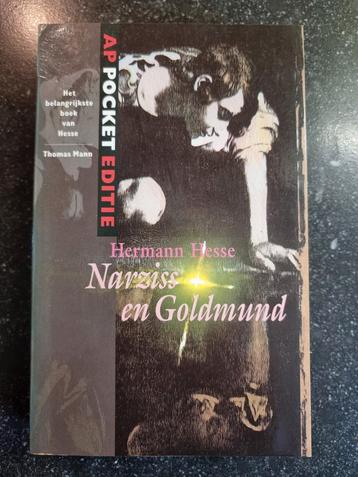 AP POCKET EDITIE
Het
belangrijkste
boek
van
Hesse
Thomas Mann
Hermann Hesse
Narziss
en Goldmund